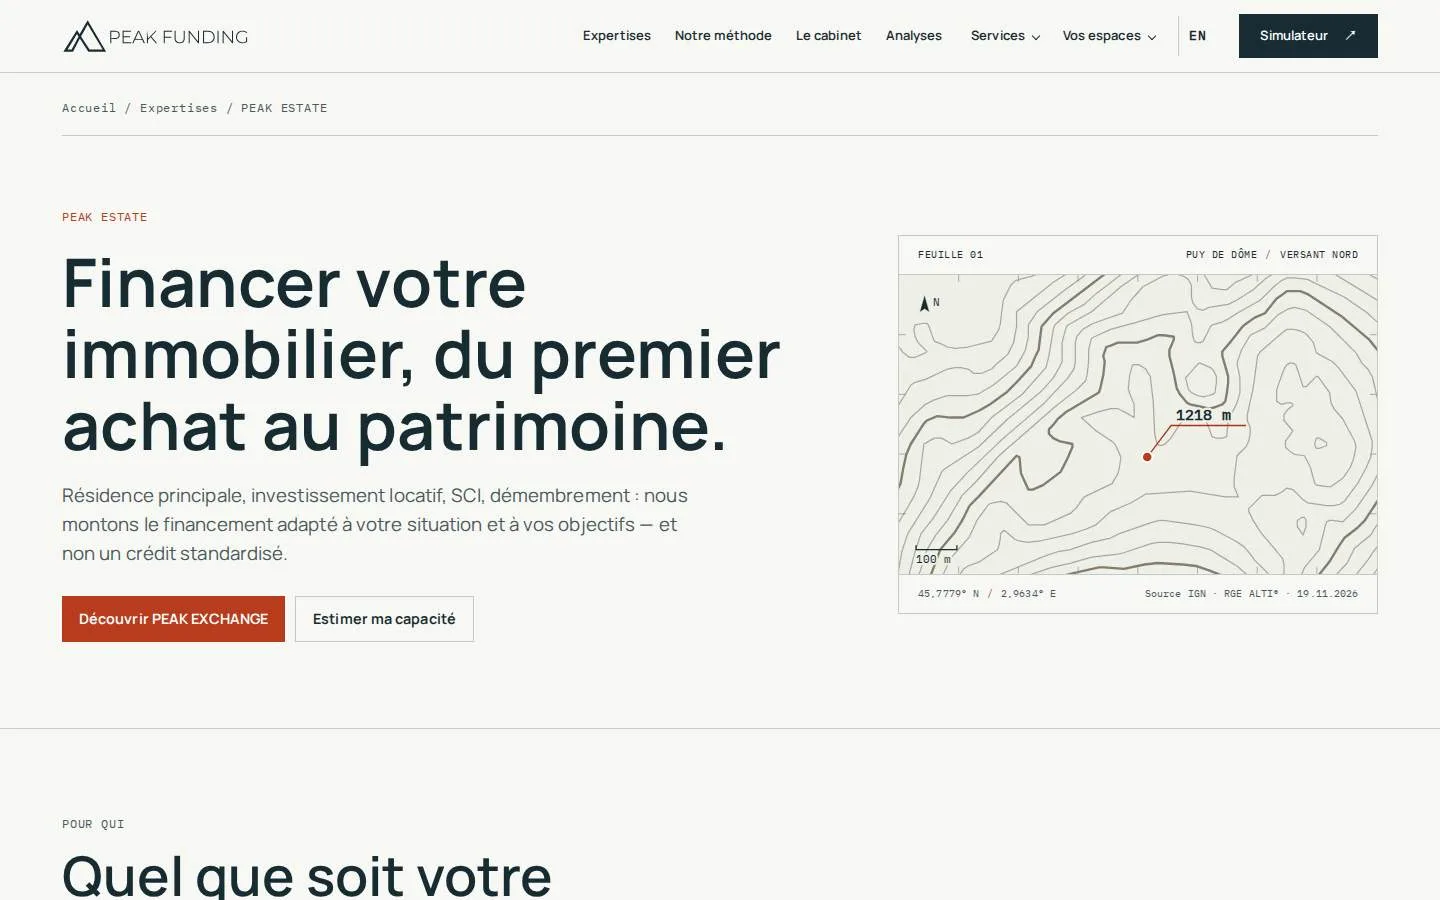 PEAK FUNDING
Expertises
Notre méthode
Le cabinet
Analyses
Services
Vos espaces
EN
Simulateur ↗
Accueil / Expertises / PEAK ESTATE
PEAK ESTATE
Financer votre
immobilier, du premier
achat au patrimoine.
Résidence principale, investissement locatif, SCI, démembrement : nous
montons le financement adapté à votre situation et à vos objectifs — et
non un crédit standardisé.
Découvrir PEAK EXCHANGE
Estimer ma capacité
FEUILLE 01
PUY DE DÔME / VERSANT NORD
N
1218 m
100 m
45,7779° N / 2,9634° E
Source IGN · RGE ALTI® · 19.11.2026
POUR QUI
Quel que soit votre